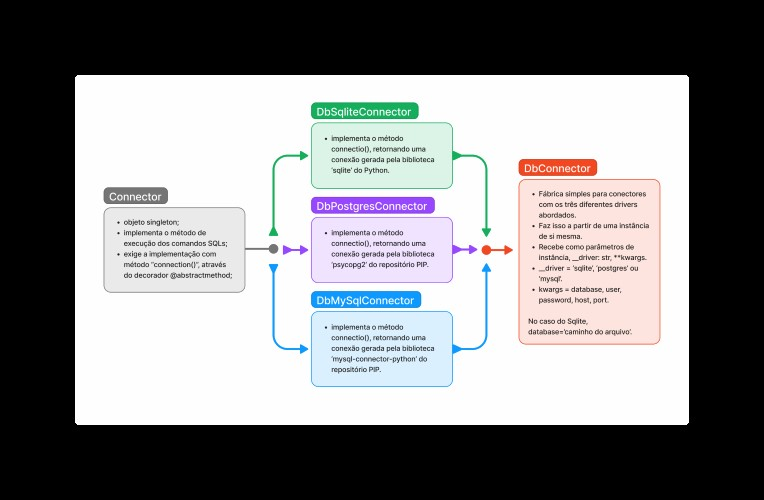 Connector
• objeto singleton;
• implementa o método de
execução dos comandos SQLs;
• exige a implementação com
método "connection()", através
do decorador @abstractmethod;
DbSqliteConnector
• implementa o método
connectio(), retornando uma
conexão gerada pela biblioteca
'sqlite' do Python.
DbPostgresConnector
• implementa o método
connectio(), retornando uma
conexão gerada pela biblioteca
'psycopg2' do repositório PIP.
DbMySqlConnector
• implementa o método
connectio(), retornando uma
conexão gerada pela biblioteca
'mysql-connector-python' do
repositório PIP.
DbConnector
• Fábrica simples para conectores
com os três diferentes drivers
abordados.
• Faz isso a partir de uma instância
de si mesma.
• Recebe como parâmetros de
instância, __driver: str, **kwargs.
• __driver = 'sqlite', 'postgres' ou
'mysql'.
• kwargs = database, user,
password, host, port.
No caso do Sqlite,
database='caminho do arquivo'.